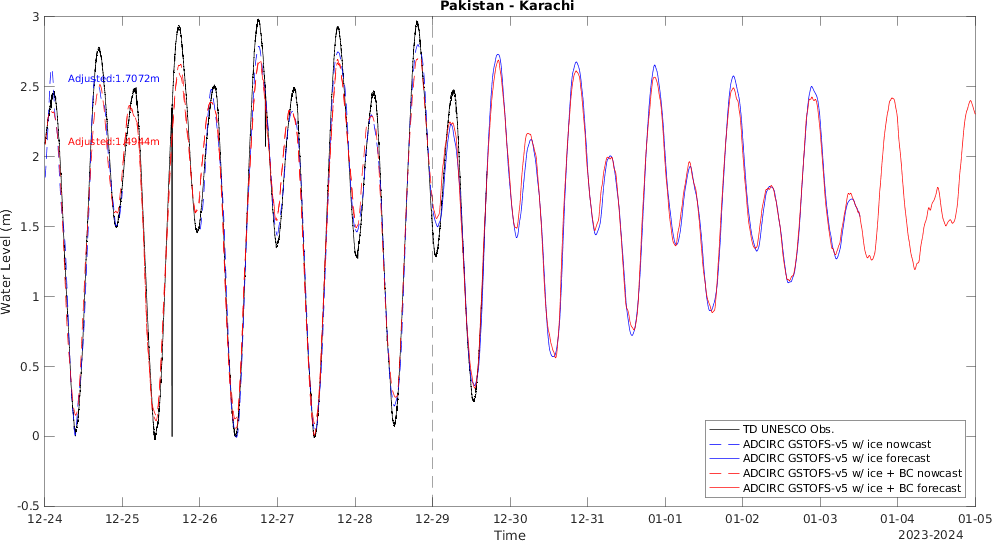 Pakistan - Karachi
Water Level (m)
3
2.5
2
1.5
1
0.5
0
-0.5
Adjusted:1.7072m
Adjusted:1.4944m
TD UNESCO Obs.
ADCIRC GSTOFS-v5 w/ ice nowcast
ADCIRC GSTOFS-v5 w/ ice forecast
ADCIRC GSTOFS-v5 w/ ice + BC nowcast
ADCIRC GSTOFS-v5 w/ ice + BC forecast
12-24 12-25 12-26 12-27 12-28 12-29 12-30 12-31 01-01 01-02 01-03 01-04 01-05
Time
2023-2024